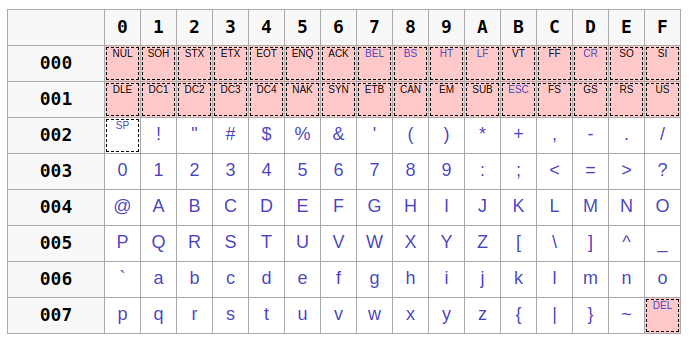 0 1 2 3 4 5 6 7 8 9 A B C D E F
000 NUL SOH STX ETX EOT ENQ ACK BEL BS HT LF VT FF CR SO SI
001 DLE DC1 DC2 DC3 DC4 NAK SYN ETB CAN EM SUB ESC FS GS RS US
002 SP ! " # $ % & ' ( ) * + , - . /
003 0 1 2 3 4 5 6 7 8 9 : ; < = > ?
004 @ A B C D E F G H I J K L M N O
005 P Q R S T U V W X Y Z [ \ ] ^ _
006 ` a b c d e f g h i j k l m n o
007 p q r s t u v w x y z { | } ~ DEL